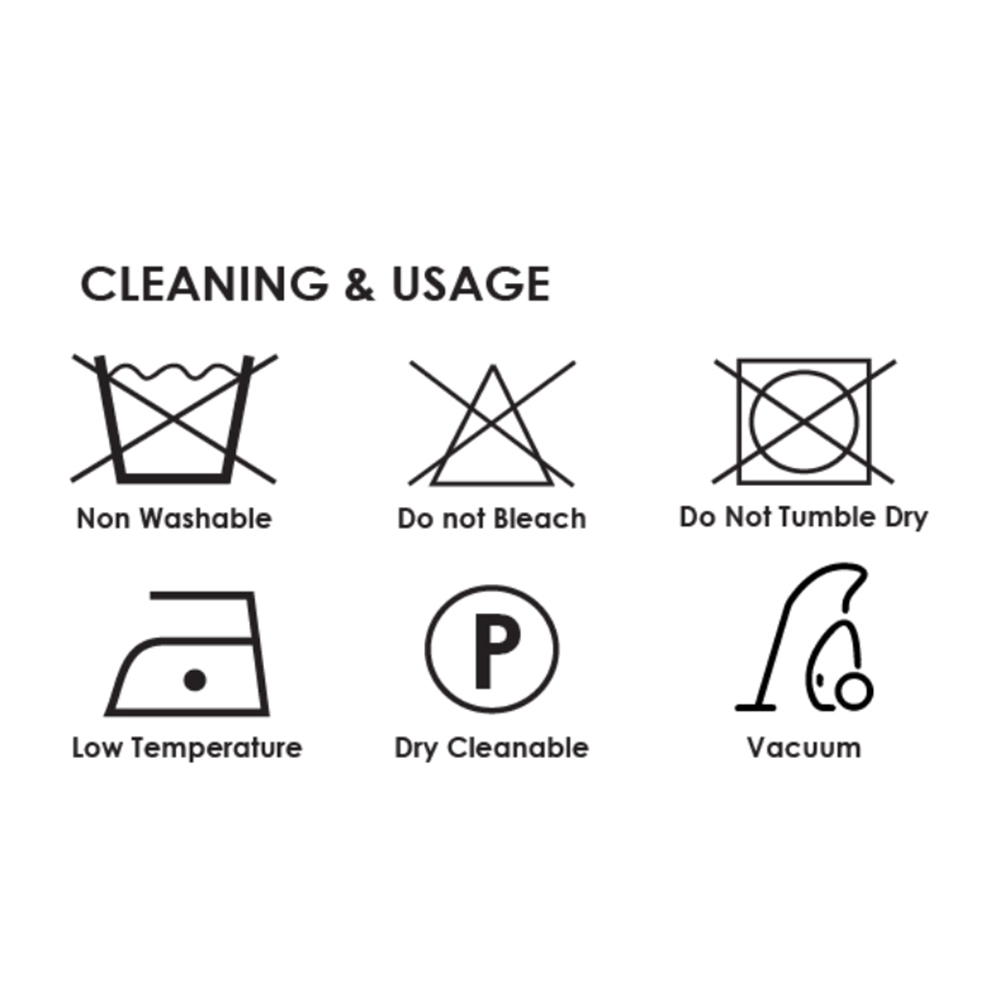 CLEANING & USAGE
Non Washable
Do not Bleach
Do Not Tumble Dry
P
Low Temperature
Dry Cleanable
Vacuum